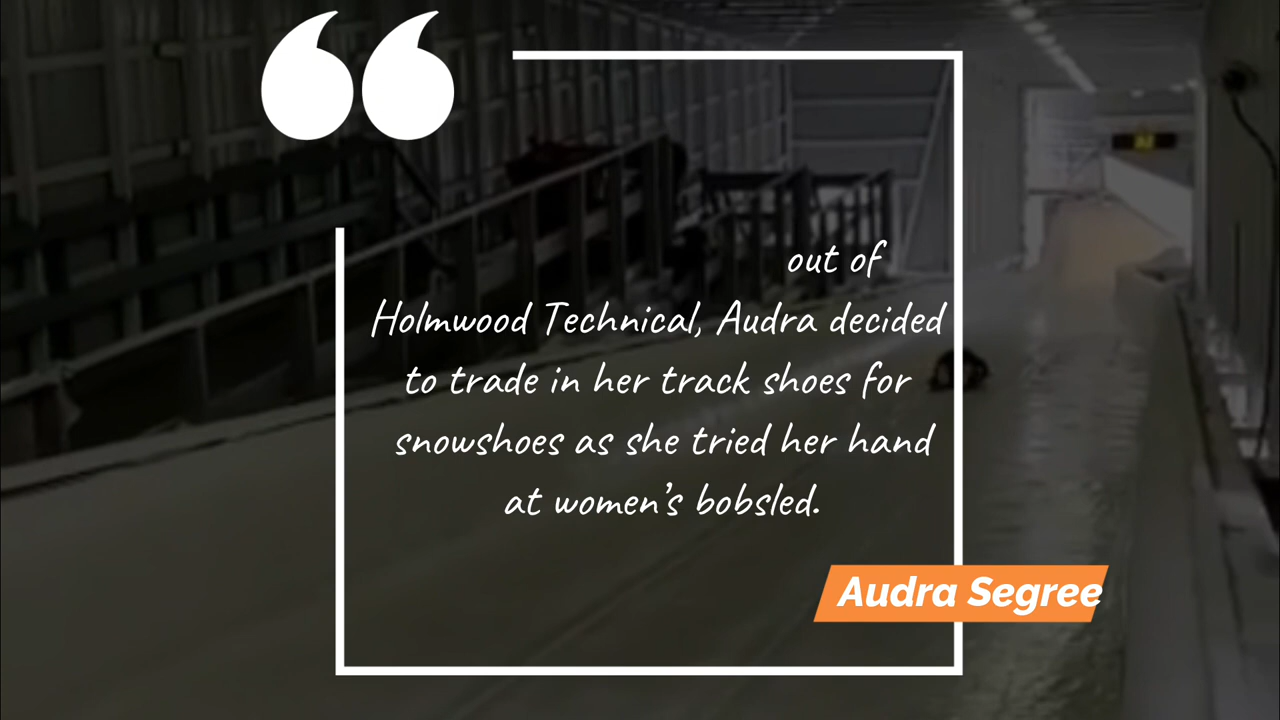 out of
Holmwood Technical, Audra decided
to trade in her track shoes for
snowshoes as she tried her hand
at women's bobsled.
Audra Segree